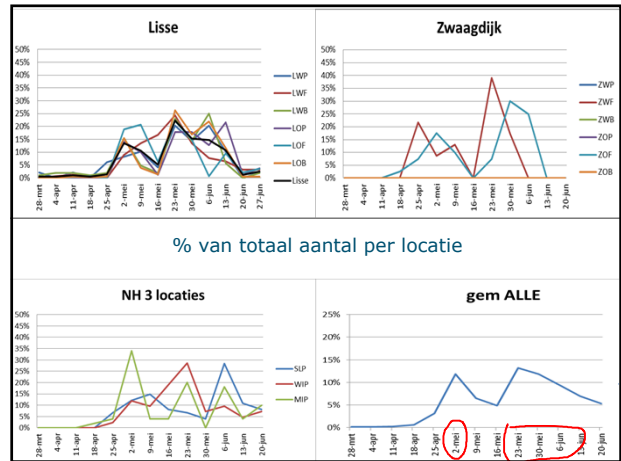 Lisse
50%
45%
40%
35%
30%
25%
20%
15%
10%
5%
0%
28-mrt
4-apr
11-apr
18-apr
25-apr
2-mei
9-mei
16-mei
23-mei
30-mei
6-jun
13-jun
20-jun
27-jun
LWP
LWF
LWB
LOP
LOF
LOB
Lisse
Zwaagdijk
50%
45%
40%
35%
30%
25%
20%
15%
10%
5%
0%
28-mrt
4-apr
11-apr
18-apr
25-apr
2-mei
9-mei
16-mei
23-mei
30-mei
6-jun
13-jun
20-jun
ZWP
ZWF
ZWB
ZOP
ZOF
ZOB
% van totaal aantal per locatie
NH 3 locaties
50%
45%
40%
35%
30%
25%
20%
15%
10%
5%
0%
28-mrt
4-apr
11-apr
18-apr
25-apr
2-mei
9-mei
16-mei
23-mei
30-mei
6-jun
13-jun
20-jun
SLP
WIP
MIP
gem ALLE
25%
20%
15%
10%
5%
0%
28-mrt
4-apr
11-apr
18-apr
25-apr
2-mei
9-mei
16-mei
23-mei
30-mei
6-jun
13-jun
20-jun